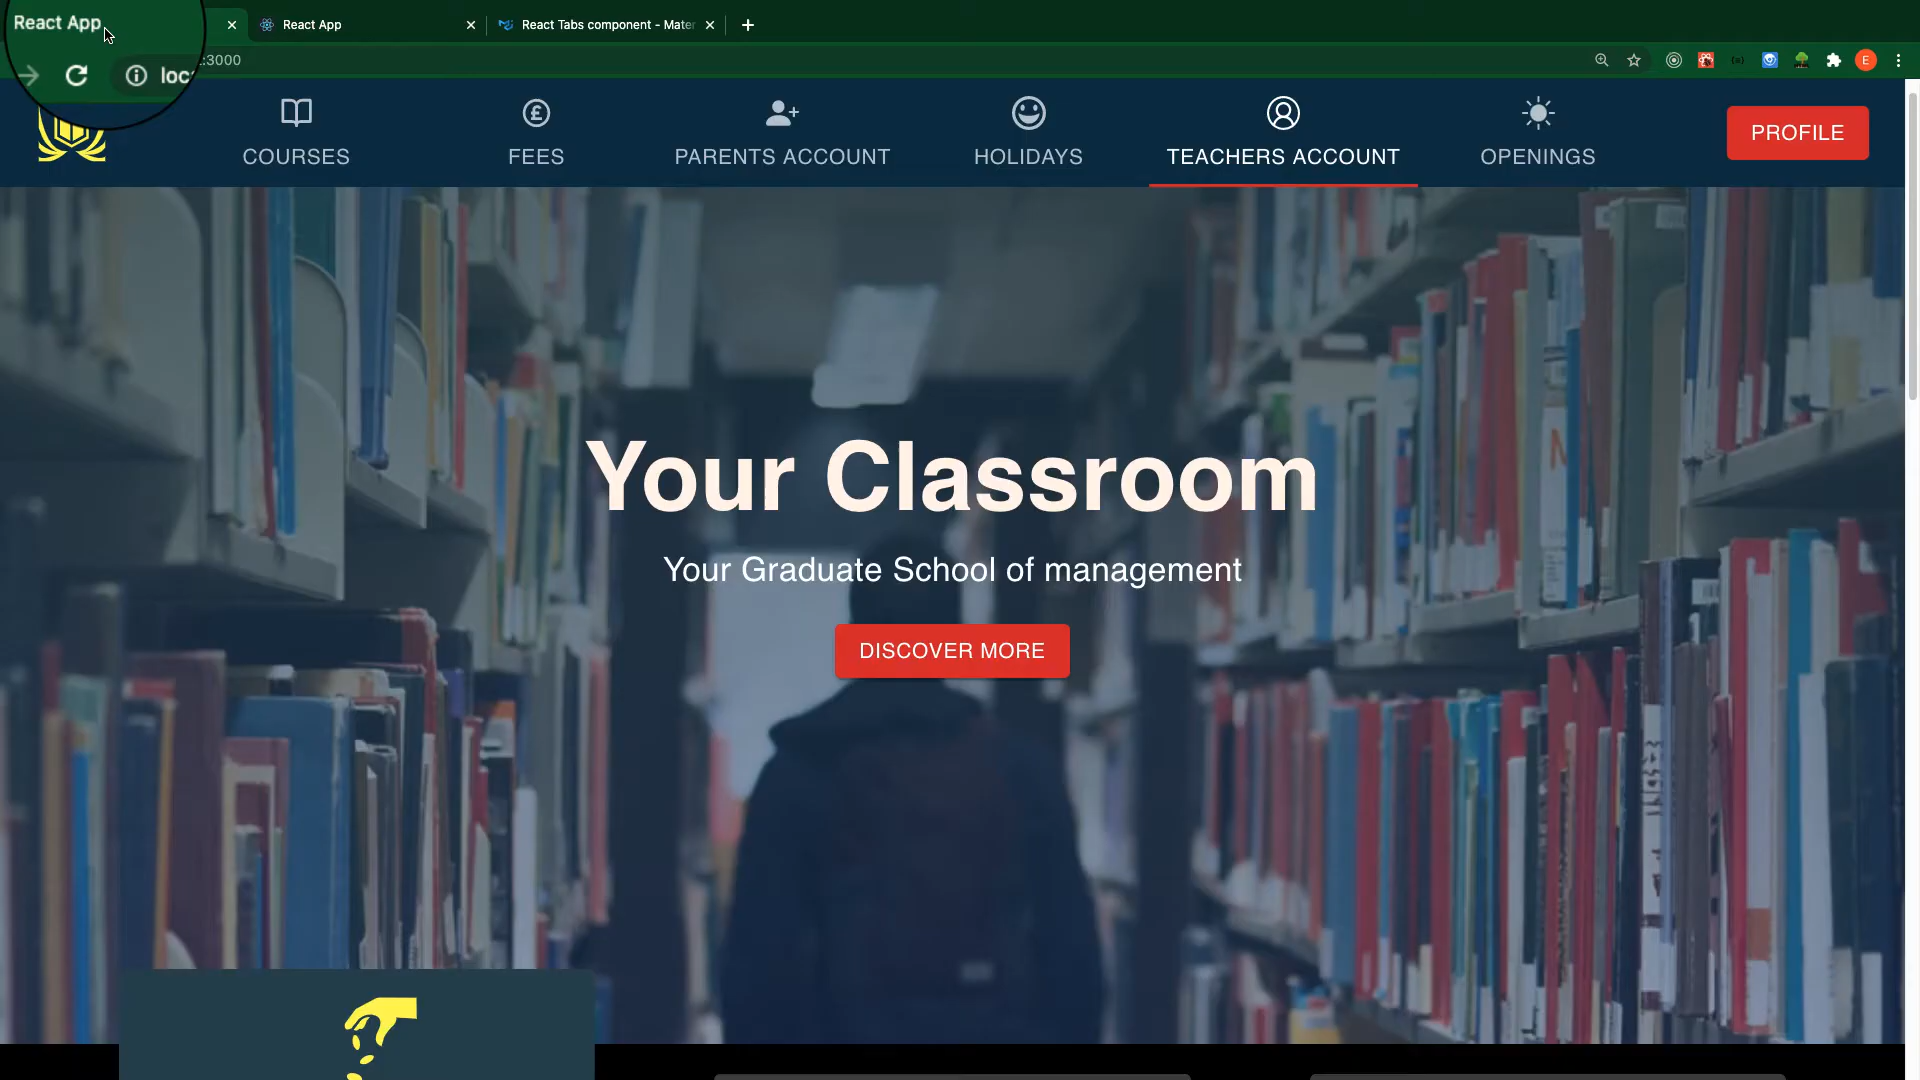 React App
React App
React Tabs component - Mater
loc
:3000
E
COURSES
FEES
PARENTS ACCOUNT
HOLIDAYS
TEACHERS ACCOUNT
OPENINGS
PROFILE
Your Classroom
Your Graduate School of management
DISCOVER MORE